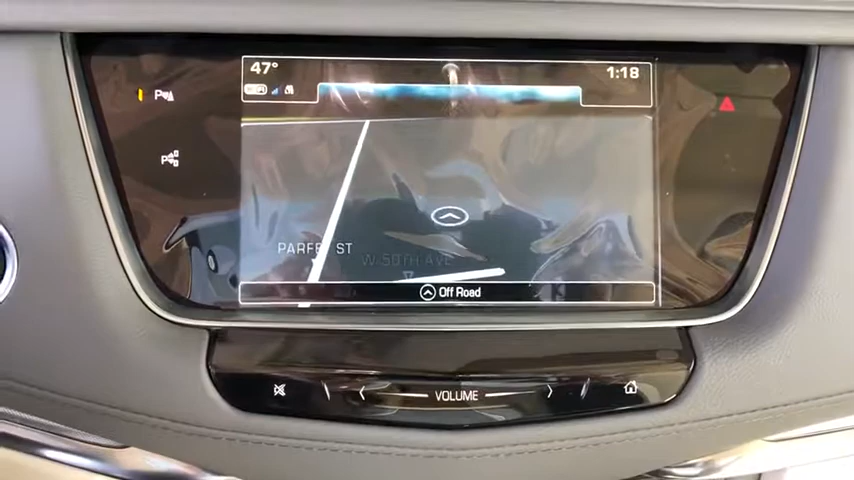 47°
1:18
PARFET ST
W 50TH AVE
Off Road
VOLUME